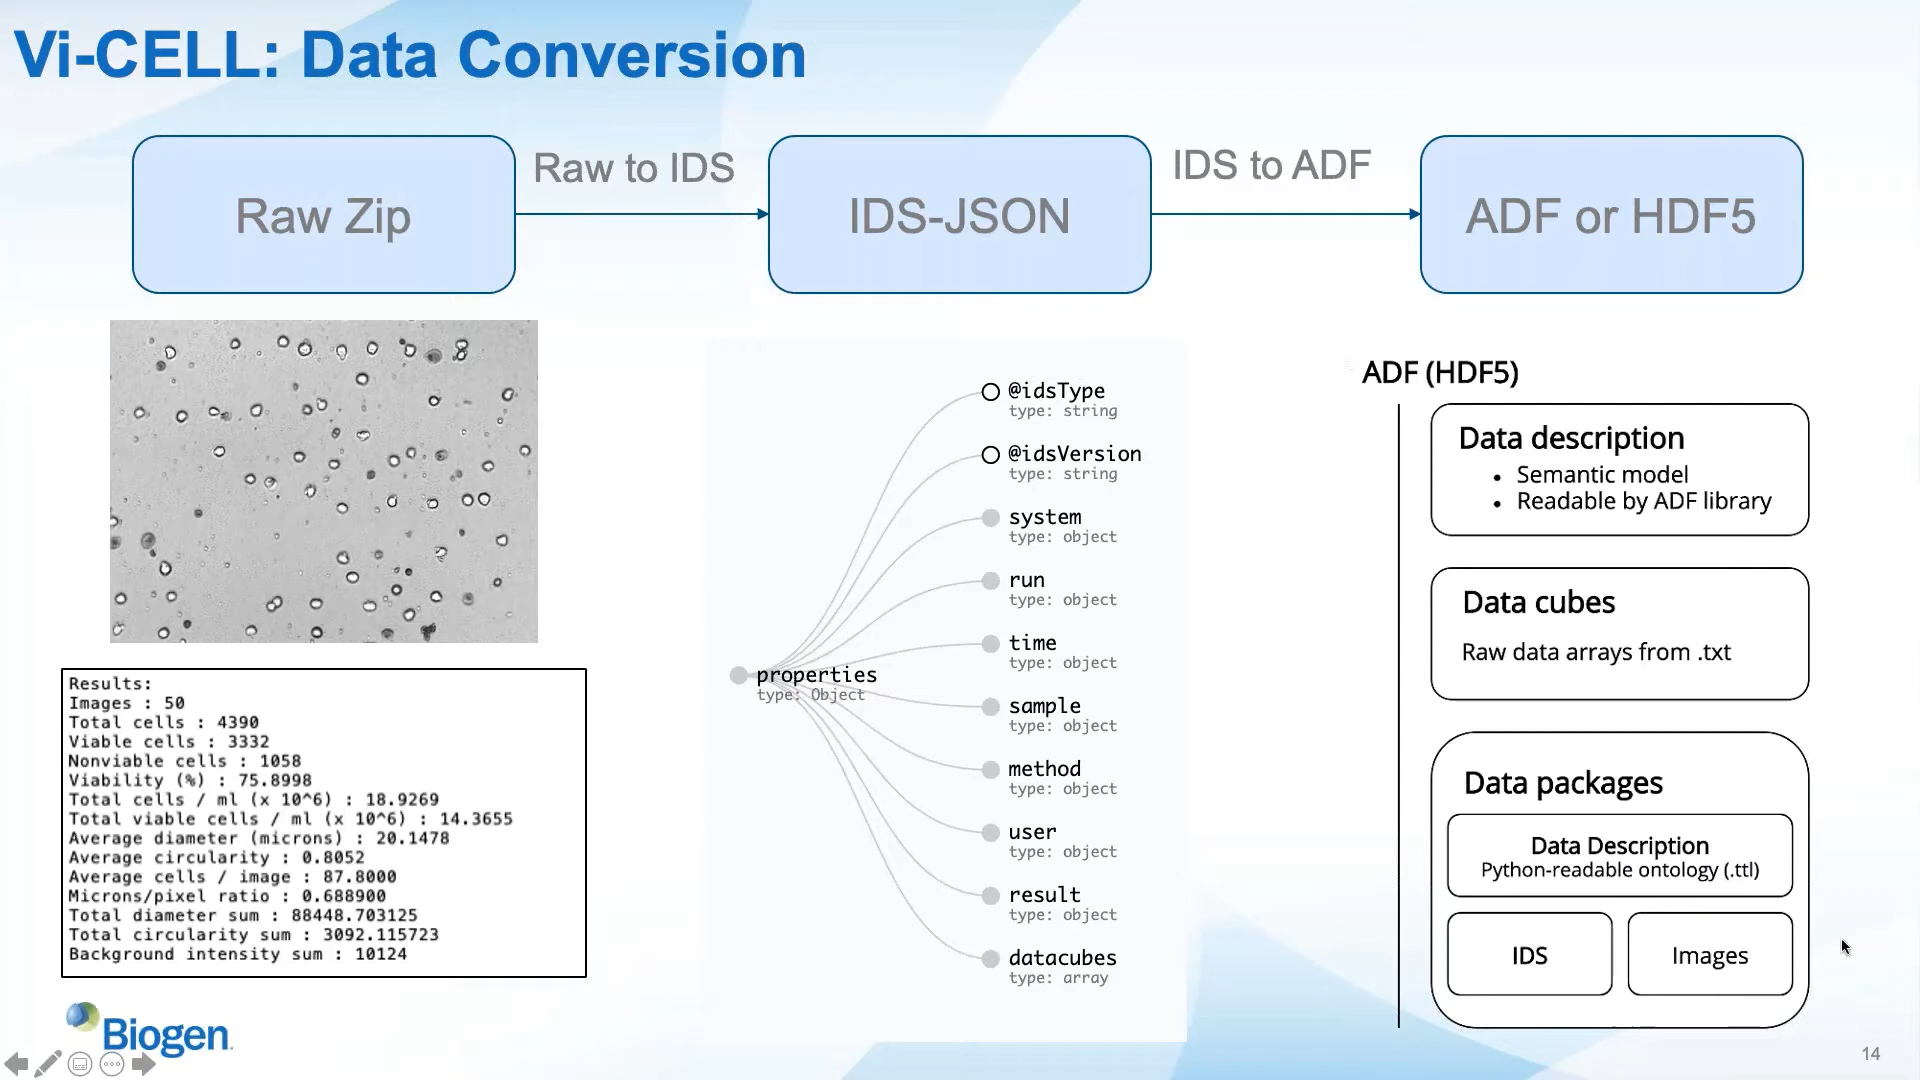 Vi-CELL: Data Conversion
Raw Zip
Raw to IDS
IDS-JSON
IDS to ADF
ADF or HDF5
Results:
Images : 50
Total cells : 4390
Viable cells : 3332
Nonviable cells : 1058
Viability (%) : 75.8998
Total cells / ml (x 10^6) : 18.9269
Total viable cells / ml (x 10^6) : 14.3655
Average diameter (microns) : 20.1478
Average circularity : 0.8052
Average cells / image : 87.8000
Microns/pixel ratio : 0.688900
Total diameter sum : 88448.703125
Total circularity sum : 3092.115723
Background intensity sum : 10124
properties
type: Object
@idsType
type: string
@idsVersion
type: string
system
type: object
run
type: object
time
type: object
sample
type: object
method
type: object
user
type: object
result
type: object
datacubes
type: array
ADF (HDF5)
Data description
• Semantic model
• Readable by ADF library
Data cubes
Raw data arrays from .txt
Data packages
Data Description
Python-readable ontology (.ttl)
IDS
Images
Biogen
14